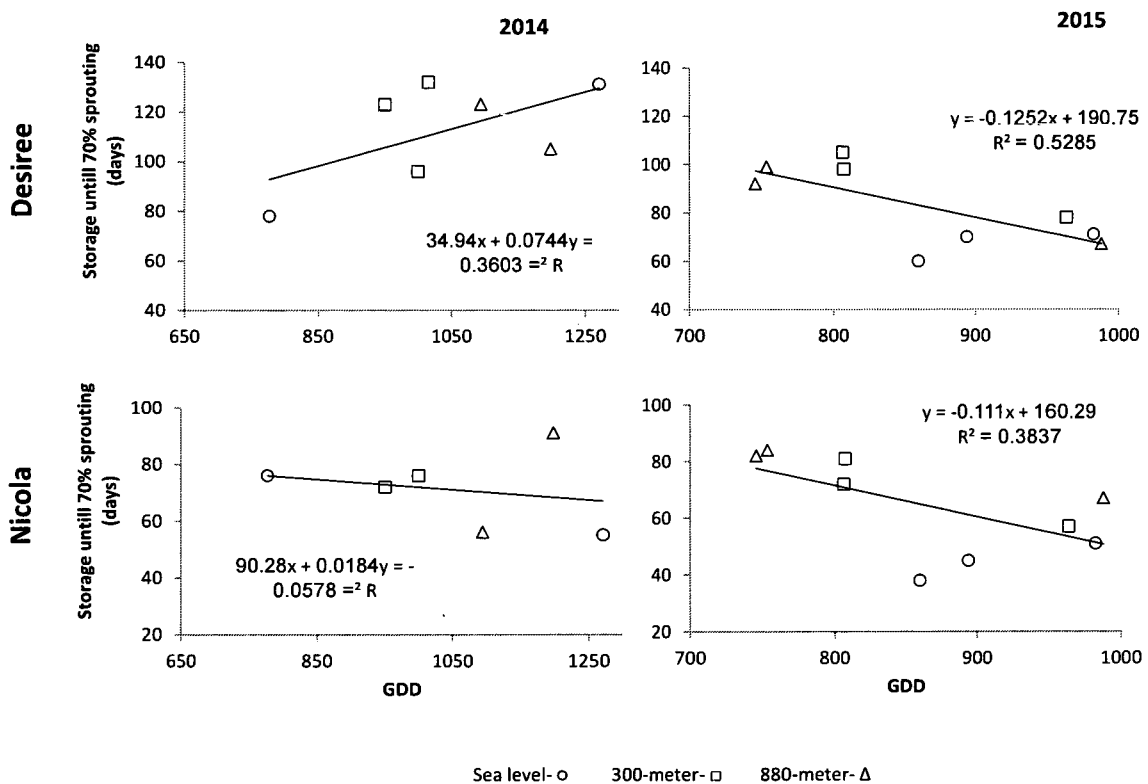 2014
2015
Desiree
Storage untill 70% sprouting
(days)
140
120
100
80
60
40
650
850
1050
1250
34.94x + 0.0744y =
0.3603 =² R
140
120
100
80
60
40
700
800
900
1000
y = -0.1252x + 190.75
R² = 0.5285
Nicola
Storage untill 70% sprouting
(days)
100
80
60
40
20
650
850
1050
1250
GDD
90.28x + 0.0184y = -
0.0578 =² R
100
80
60
40
20
700
800
900
1000
GDD
y = -0.111x + 160.29
R² = 0.3837
Sea level- 300-meter- 880-meter-